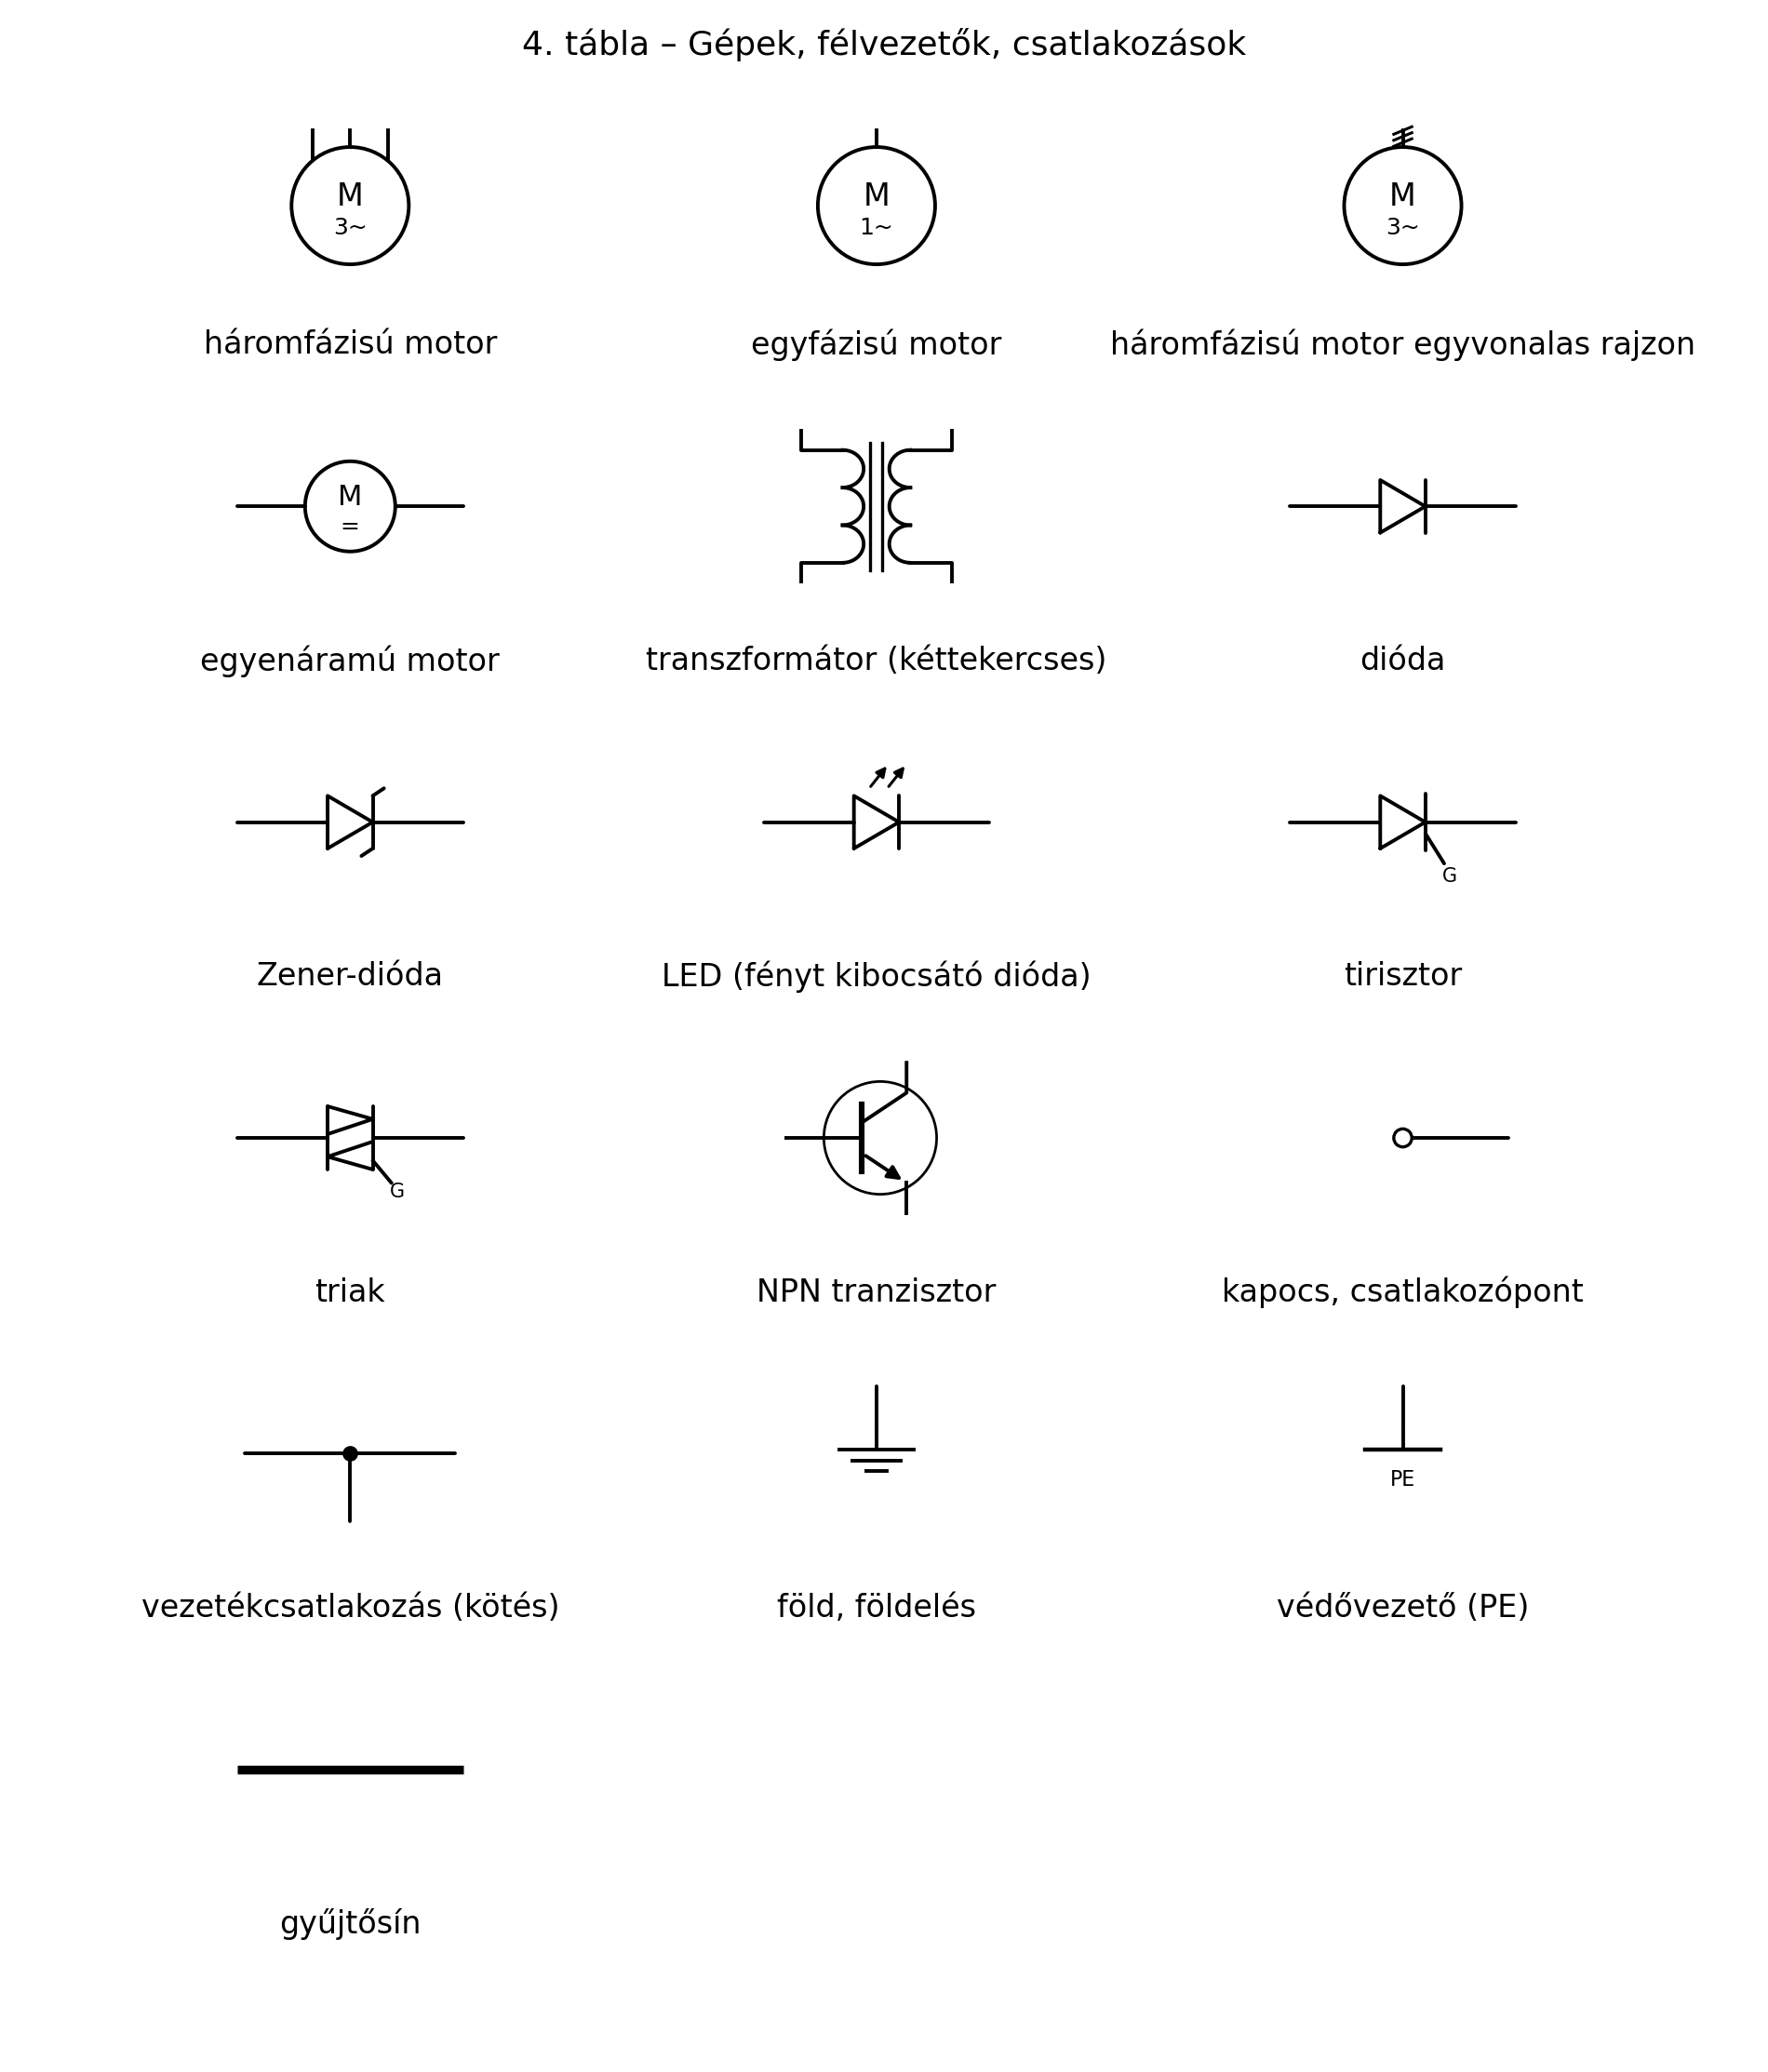 4. tábla – Gépek, félvezetők, csatlakozások
M
3~
M
1~
M
3~
háromfázisú motor
egyfázisú motor
háromfázisú motor egyvonalas rajzon
M
=
egyenáramú motor
transzformátor (kéttekercses)
dióda
G
Zener-dióda
LED (fényt kibocsátó dióda)
tirisztor
G
triak
NPN tranzisztor
kapocs, csatlakozópont
PE
vezetékcsatlakozás (kötés)
föld, földelés
védővezető (PE)
gyűjtősín